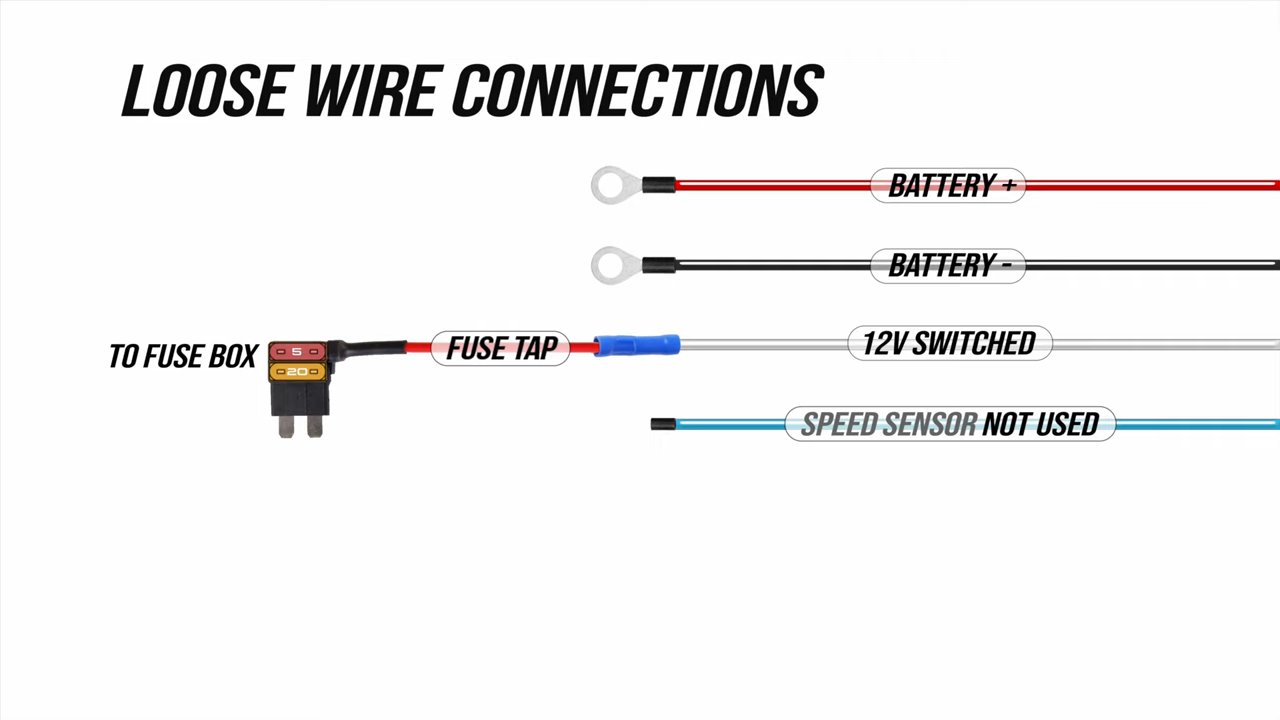 LOOSE WIRE CONNECTIONS
BATTERY +
BATTERY -
TO FUSE BOX
5
20
FUSE TAP
12V SWITCHED
SPEED SENSOR NOT USED